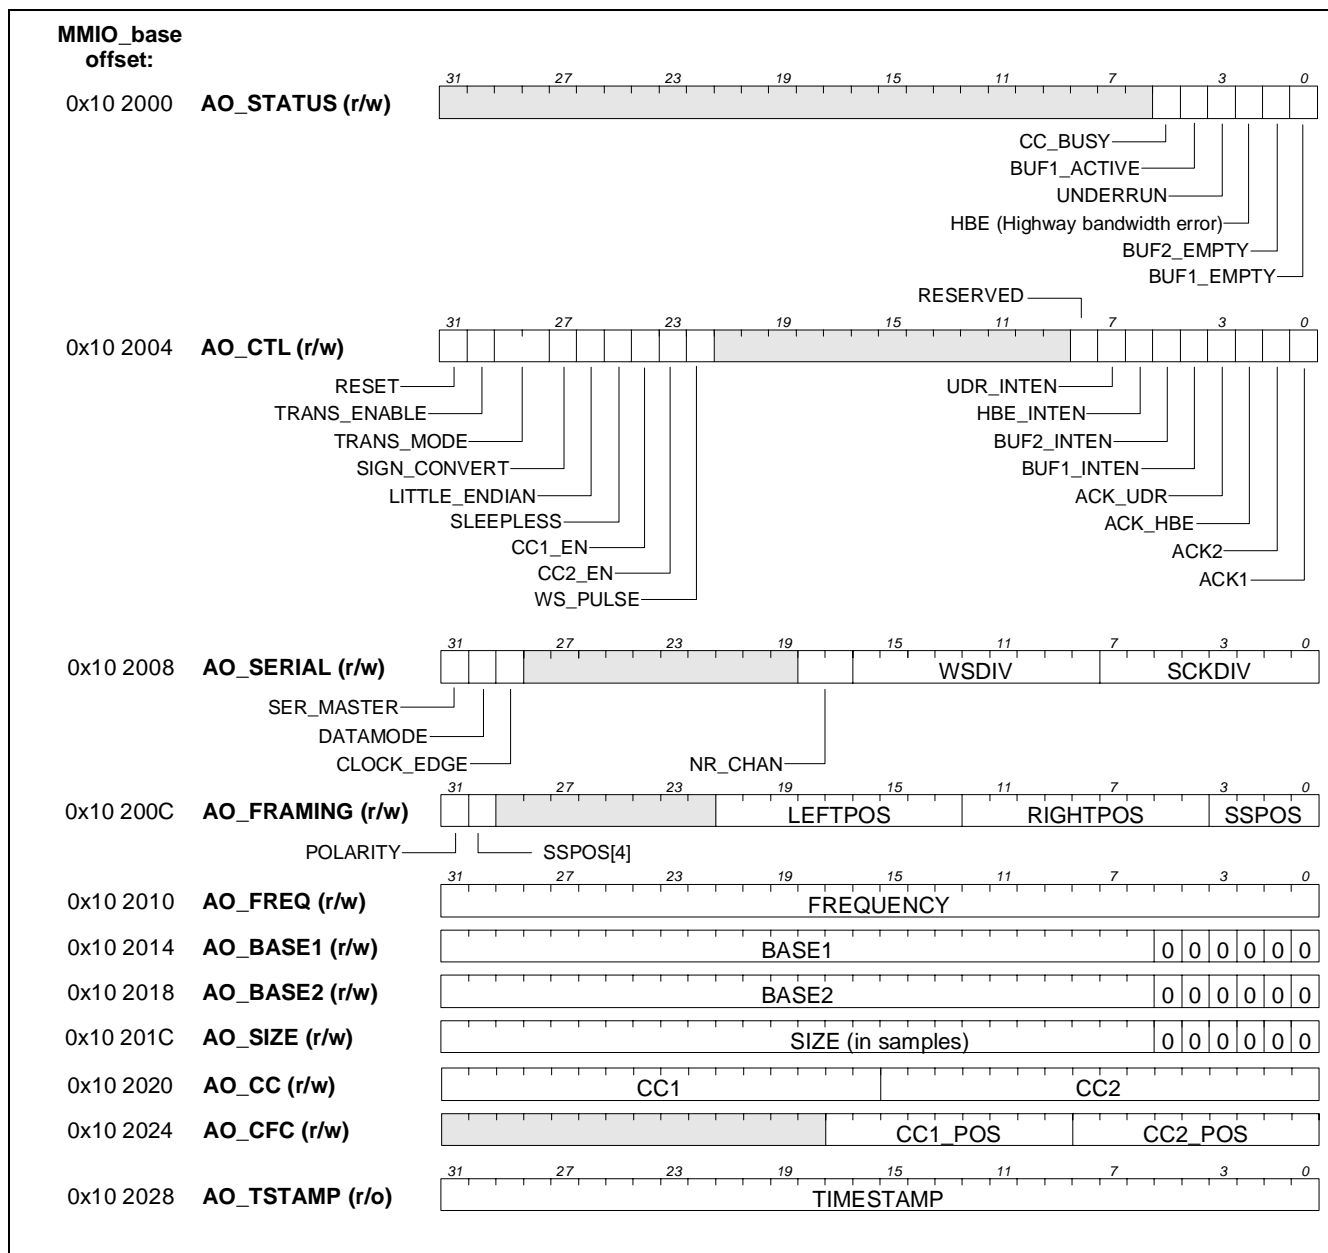 MMIO_base
offset:
31 27 23 19 15 11 7 3 0
0x10 2000 AO_STATUS (r/w)
CC_BUSY
BUF1_ACTIVE
UNDERRUN
HBE (Highway bandwidth error)
BUF2_EMPTY
BUF1_EMPTY
RESERVED
31 27 23 19 15 11 7 3 0
0x10 2004 AO_CTL (r/w)
RESET UDR_INTEN
TRANS_ENABLE HBE_INTEN
TRANS_MODE BUF2_INTEN
SIGN_CONVERT BUF1_INTEN
LITTLE_ENDIAN ACK_UDR
SLEEPLESS ACK_HBE
CC1_EN ACK2
CC2_EN ACK1
WS_PULSE
31 27 23 19 15 11 7 3 0
0x10 2008 AO_SERIAL (r/w) WSDIV SCKDIV
SER_MASTER
DATAMODE
CLOCK_EDGE NR_CHAN
31 27 23 19 15 11 7 3 0
0x10 200C AO_FRAMING (r/w) LEFTPOS RIGHTPOS SSPOS
POLARITY SSPOS[4]
31 27 23 19 15 11 7 3 0
0x10 2010 AO_FREQ (r/w) FREQUENCY
0x10 2014 AO_BASE1 (r/w) BASE1 0 0 0 0 0 0
0x10 2018 AO_BASE2 (r/w) BASE2 0 0 0 0 0 0
0x10 201C AO_SIZE (r/w) SIZE (in samples) 0 0 0 0 0 0
0x10 2020 AO_CC (r/w) CC1 CC2
0x10 2024 AO_CFC (r/w) CC1_POS CC2_POS
31 27 23 19 15 11 7 3 0
0x10 2028 AO_TSTAMP (r/o) TIMESTAMP